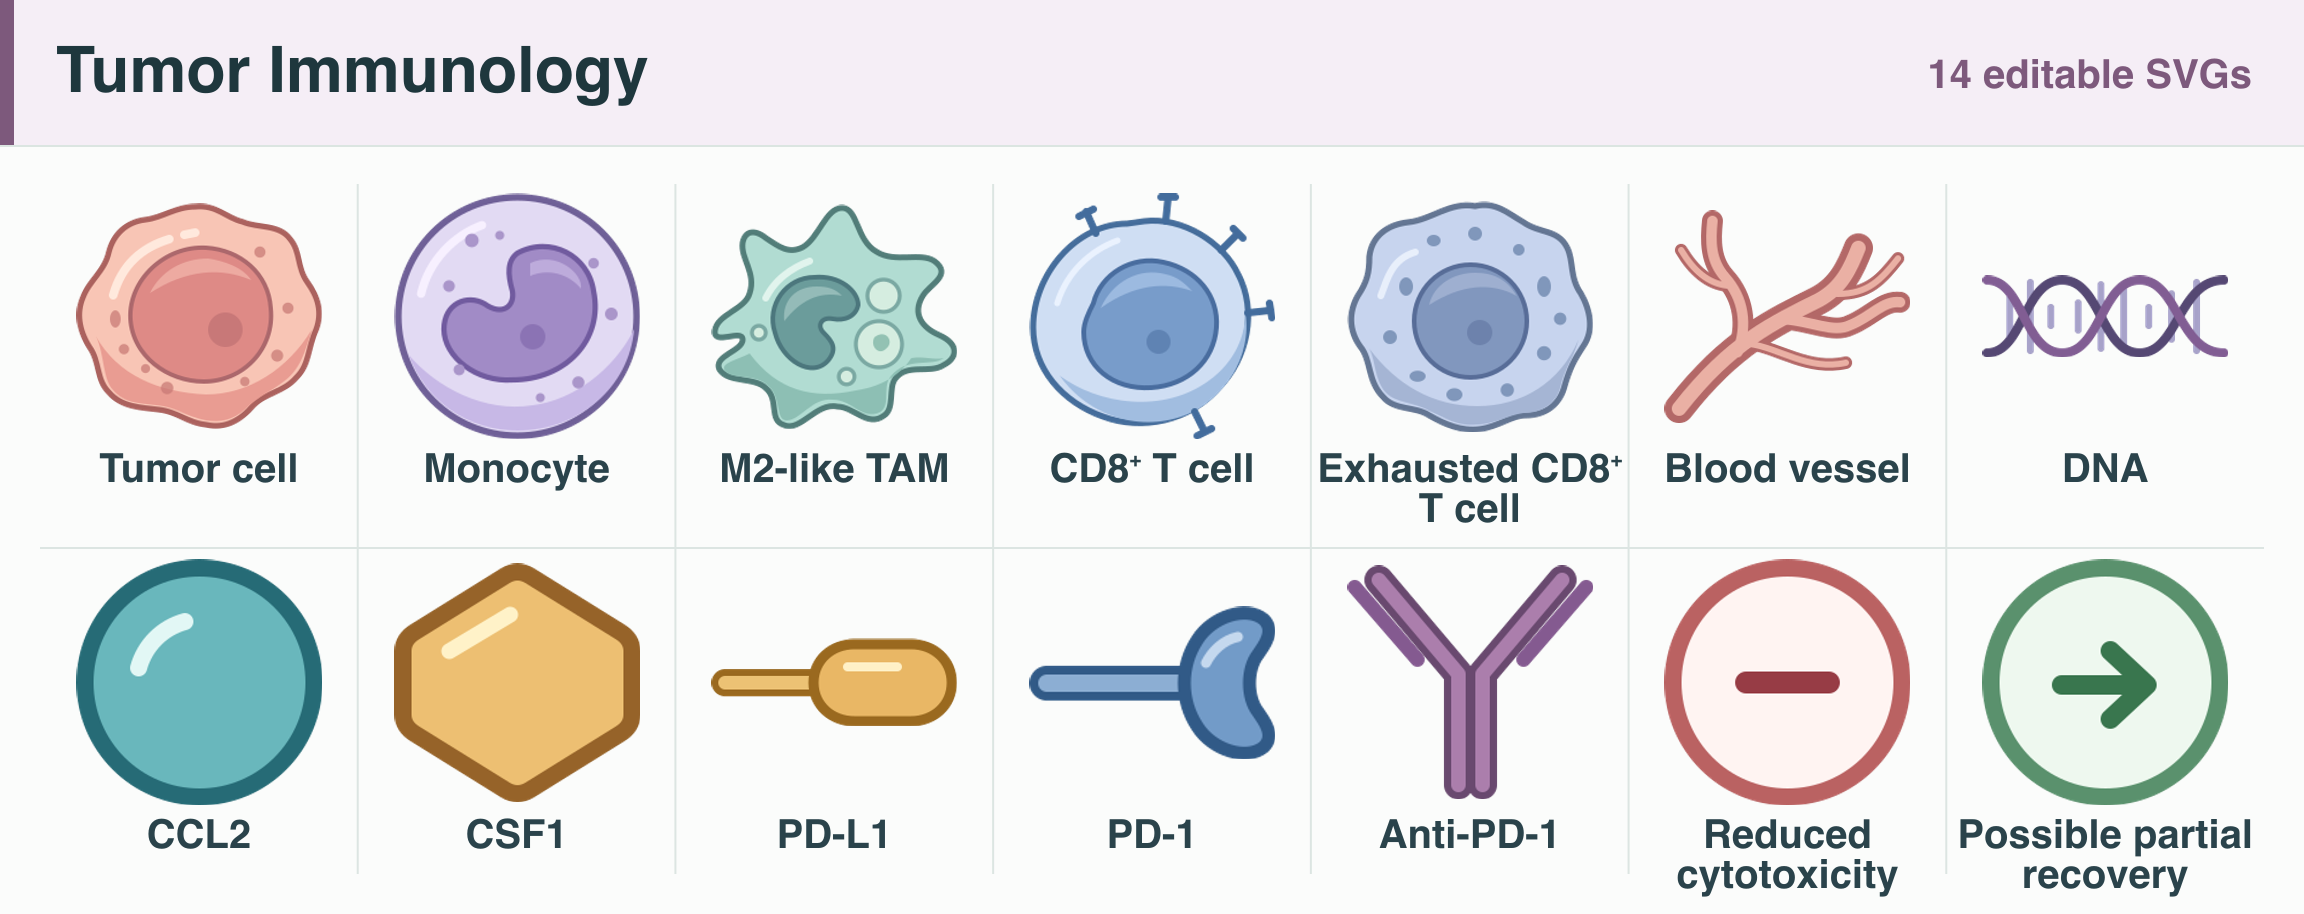 Tumor Immunology
14 editable SVGs
Tumor cell
Monocyte
M2-like TAM
CD8⁺ T cell
Exhausted CD8⁺
T cell
Blood vessel
DNA
CCL2
CSF1
PD-L1
PD-1
Anti-PD-1
Reduced
cytotoxicity
Possible partial
recovery